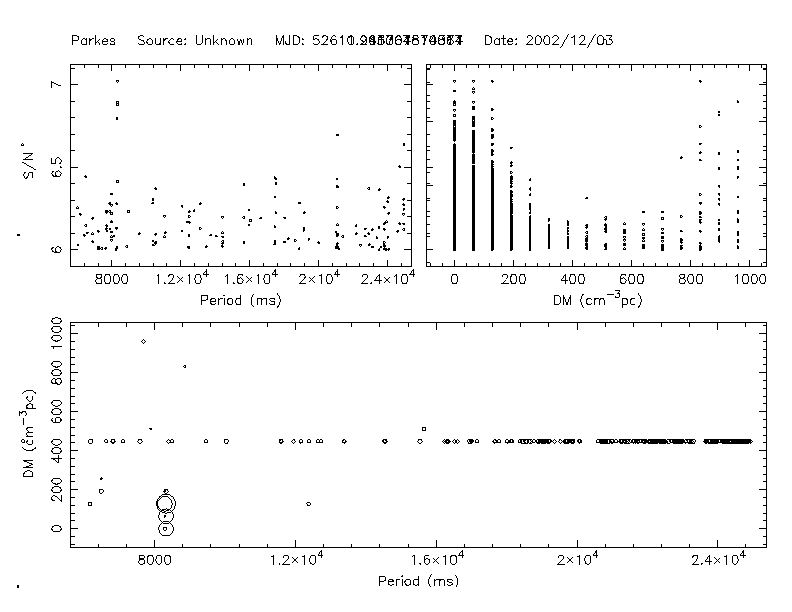 Parkes Source: Unknown MJD: Date: 2002/12/03
7
6.5
6
S/N
8000 1.2×10⁴ 1.6×10⁴ 2×10⁴ 2.4×10⁴
Period (ms)
0 200 400 600 800 1000
DM (cm⁻³pc)
1000
800
600
400
200
0
DM (cm⁻³pc)
8000 1.2×10⁴ 1.6×10⁴ 2×10⁴ 2.4×10⁴
Period (ms)